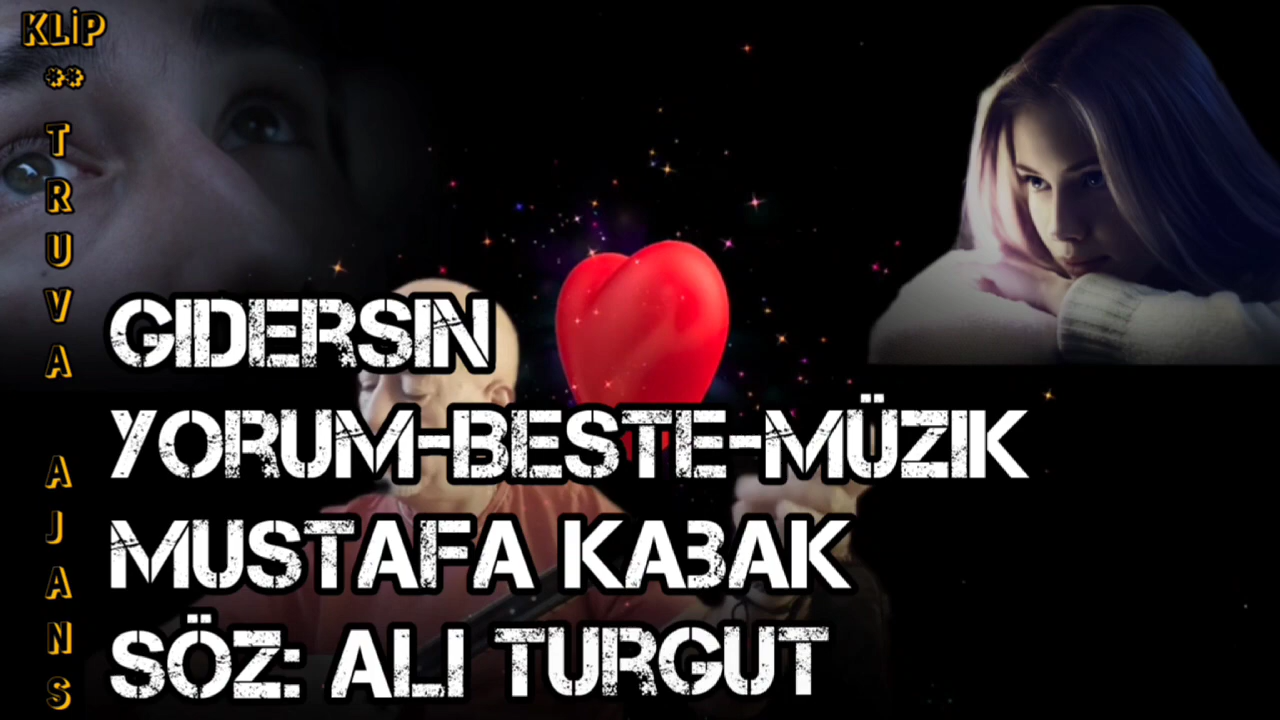 KLİP
**
TRUVA
AJANS
GIDERSIN
YORUM-BESTE-MÜZIK
MUSTAFA KABAK
SÖZ: ALI TURGUT